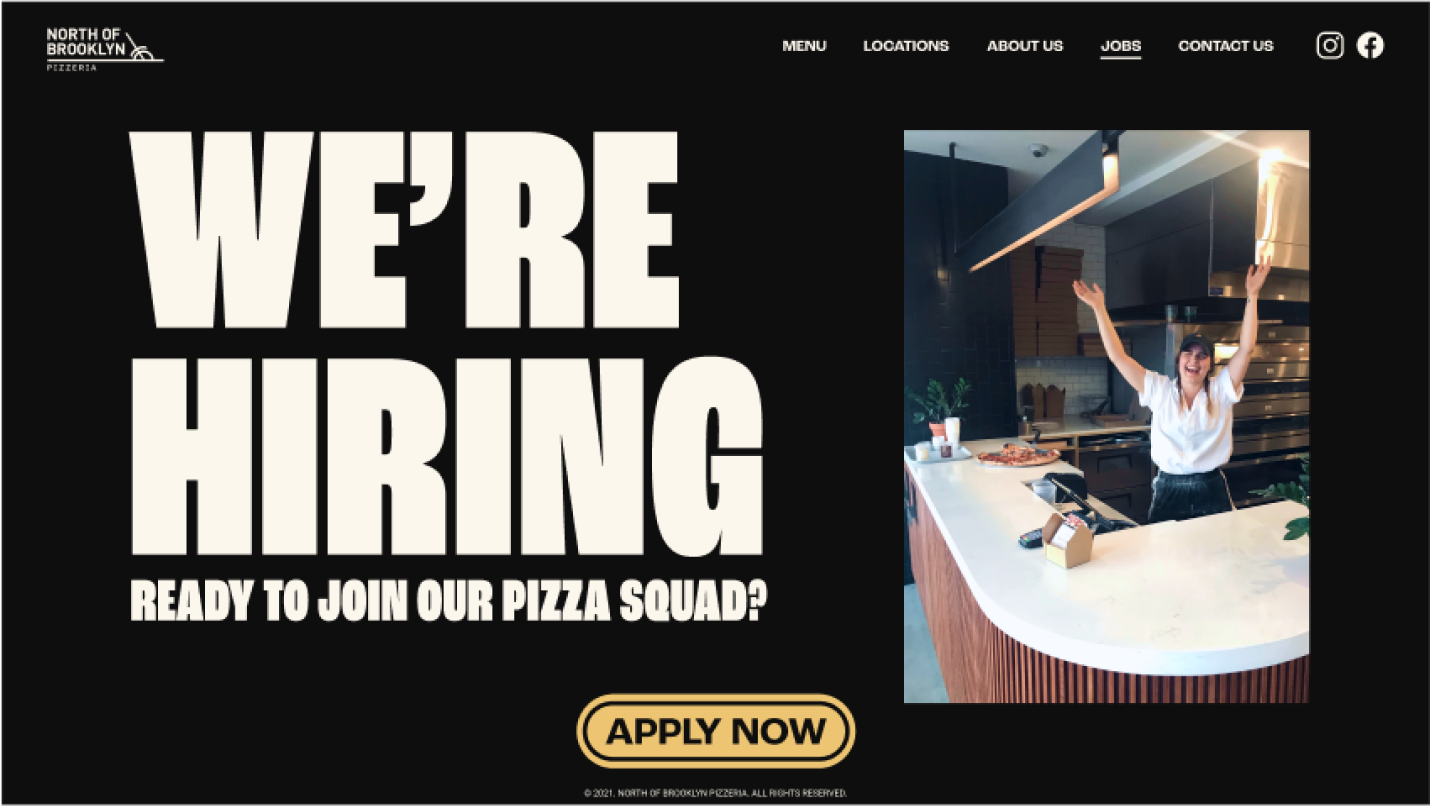 NORTH OF
BROOKLYN
PIZZERIA
MENU LOCATIONS ABOUT US JOBS CONTACT US
WE’RE
HIRING
READY TO JOIN OUR PIZZA SQUAD?
APPLY NOW
© 2021. NORTH OF BROOKLYN PIZZERIA. ALL RIGHTS RESERVED.